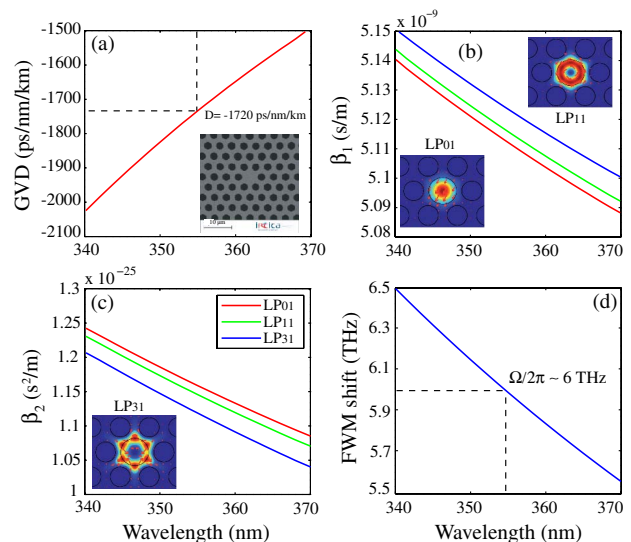 -1500
-1600
-1700
-1800
-1900
-2000
-2100
340
350
360
370
GVD (ps/nm/km)
(a)
D= -1720 ps/nm/km
10 µm
x 10⁻⁹
5.15
5.14
5.13
5.12
5.11
5.1
5.09
5.08
340
350
360
370
β₁ (s/m)
(b)
LP₁₁
LP₀₁
x 10⁻²⁵
1.3
1.25
1.2
1.15
1.1
1.05
1
340
350
360
370
β₂ (s²/m)
Wavelength (nm)
(c)
LP₀₁
LP₁₁
LP₃₁
LP₃₁
6.5
6.3
6.1
5.9
5.7
5.5
340
350
360
370
FWM shift (THz)
Wavelength (nm)
(d)
Ω/2π ~ 6 THz